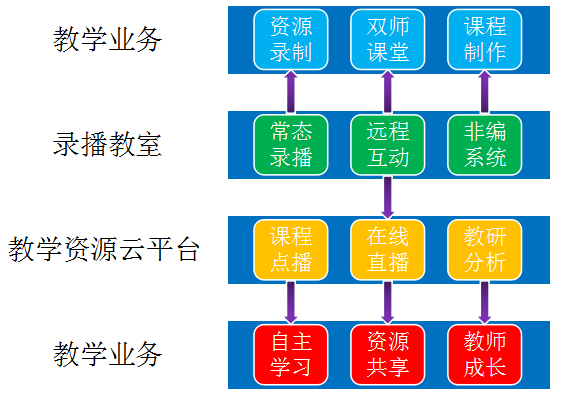 教学业务
资源
录制
双师
课堂
课程
制作
录播教室
常态
录播
远程
互动
非编
系统
教学资源云平台
课程
点播
在线
直播
教研
分析
教学业务
自主
学习
资源
共享
教师
成长